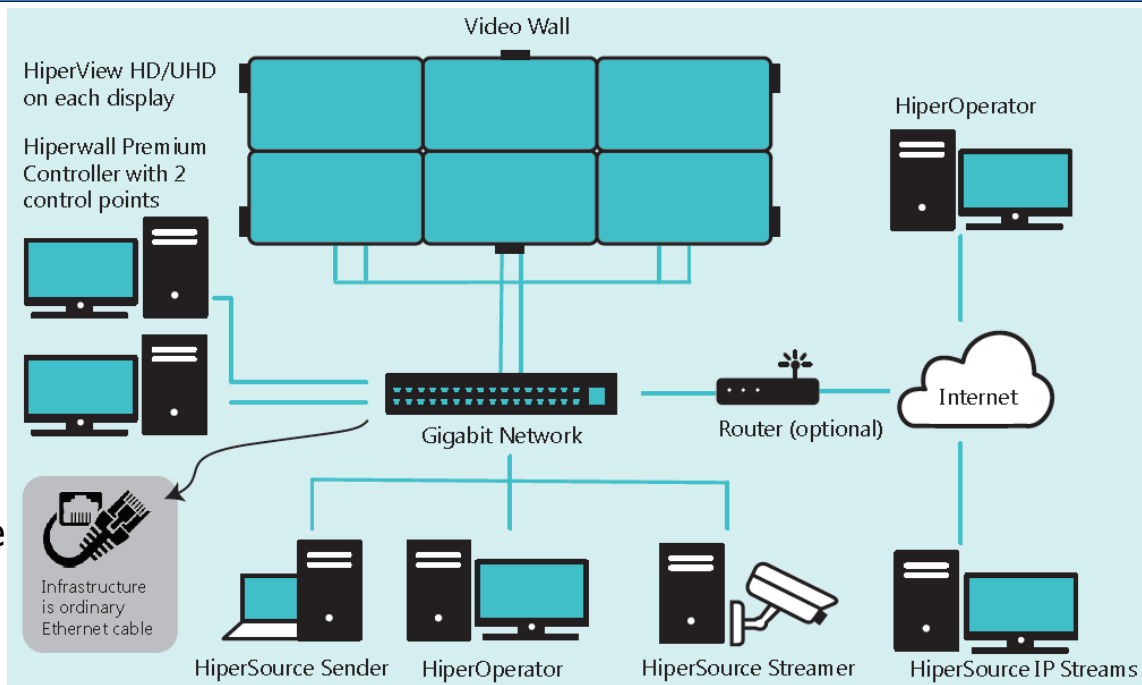 Video Wall
HiperView HD/UHD
on each display
Hiperwall Premium
Controller with 2
control points
HiperOperator
Internet
Router (optional)
Gigabit Network
e
Infrastructure
is ordinary
Ethernet cable
HiperSource Sender
HiperOperator
HiperSource Streamer
HiperSource IP Streams